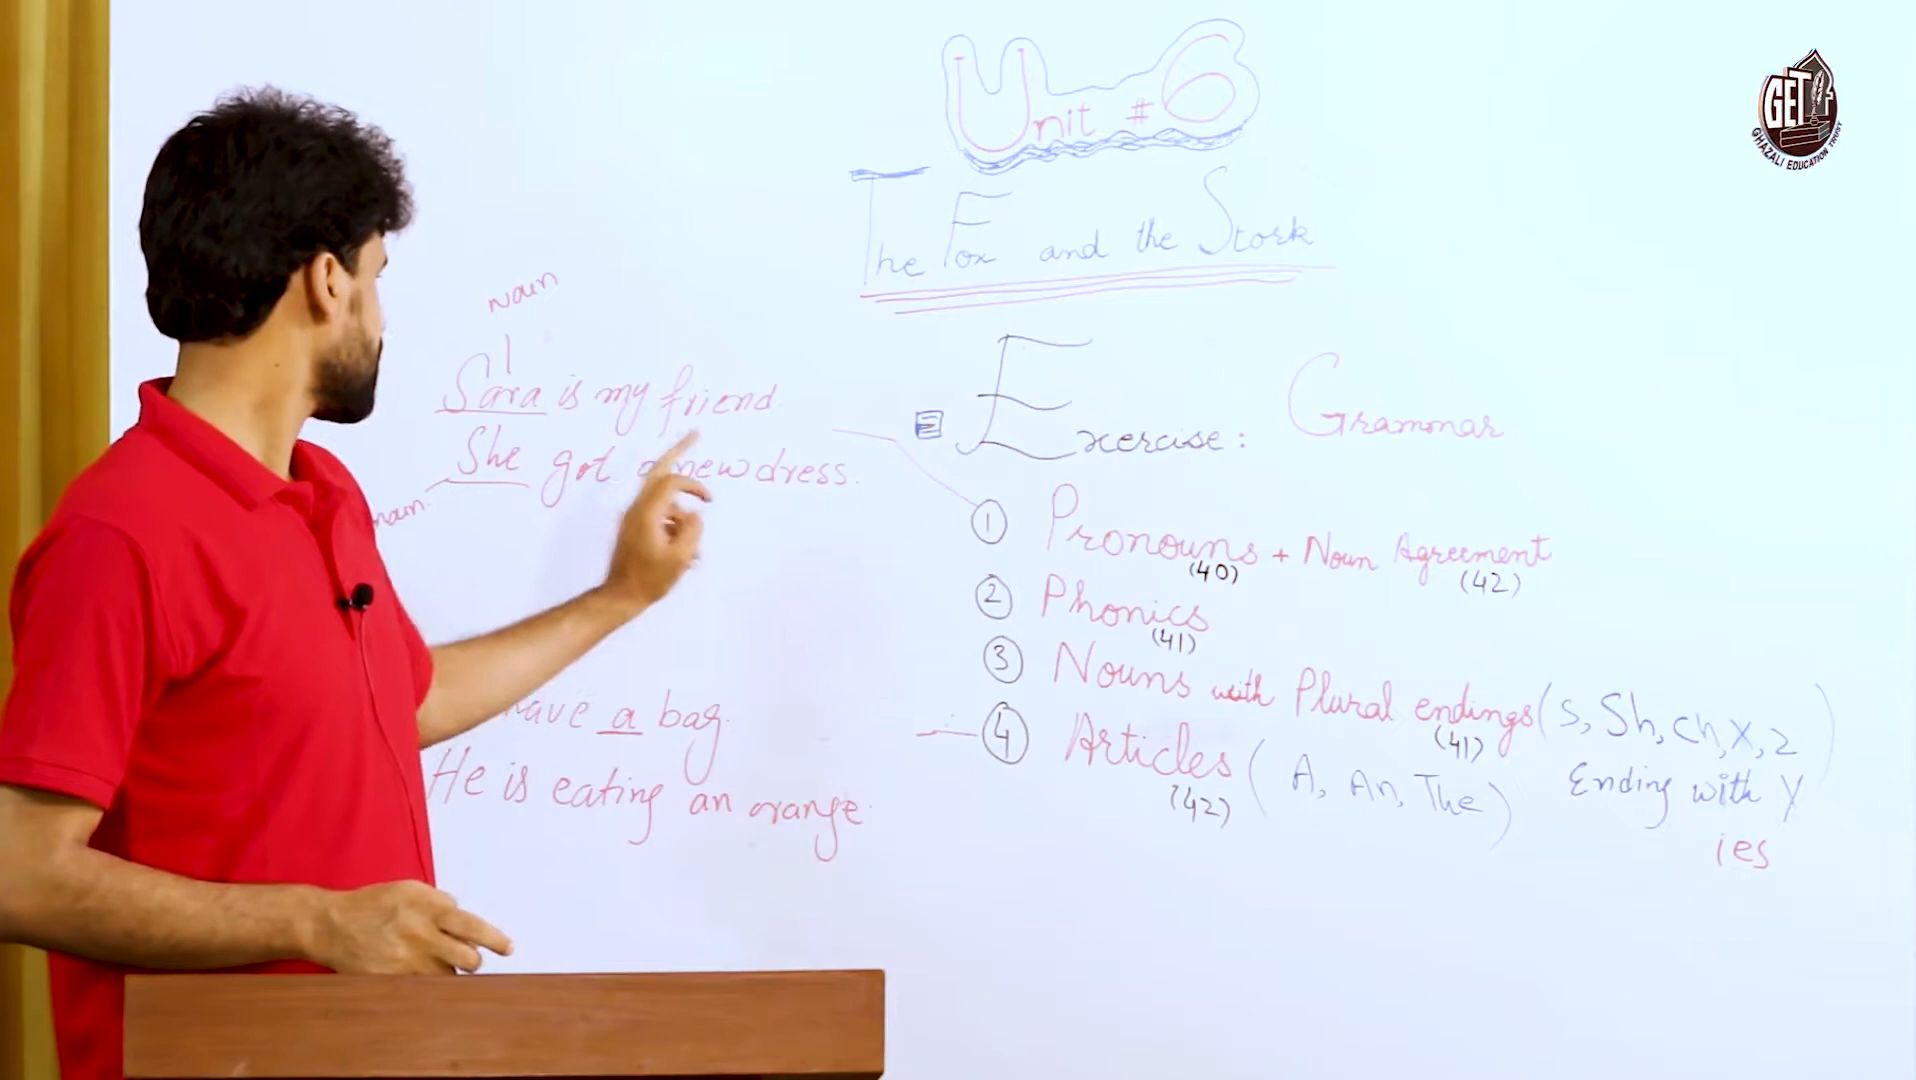 Unit # 6
The Fox and the Stork
Noun
Sara is my friend.
She got a new dress.
Exercise: Grammar
1 Pronouns + Noun Agreement
(40) (42)
2 Phonics
(41)
3 Nouns with Plural endings (s, Sh, ch, x, z
(41)
Ending with y
ies
4 Articles ( A, An, The )
(42)
have a bag.
He is eating an orange.
GET
GHAZALI EDUCATION TRUST